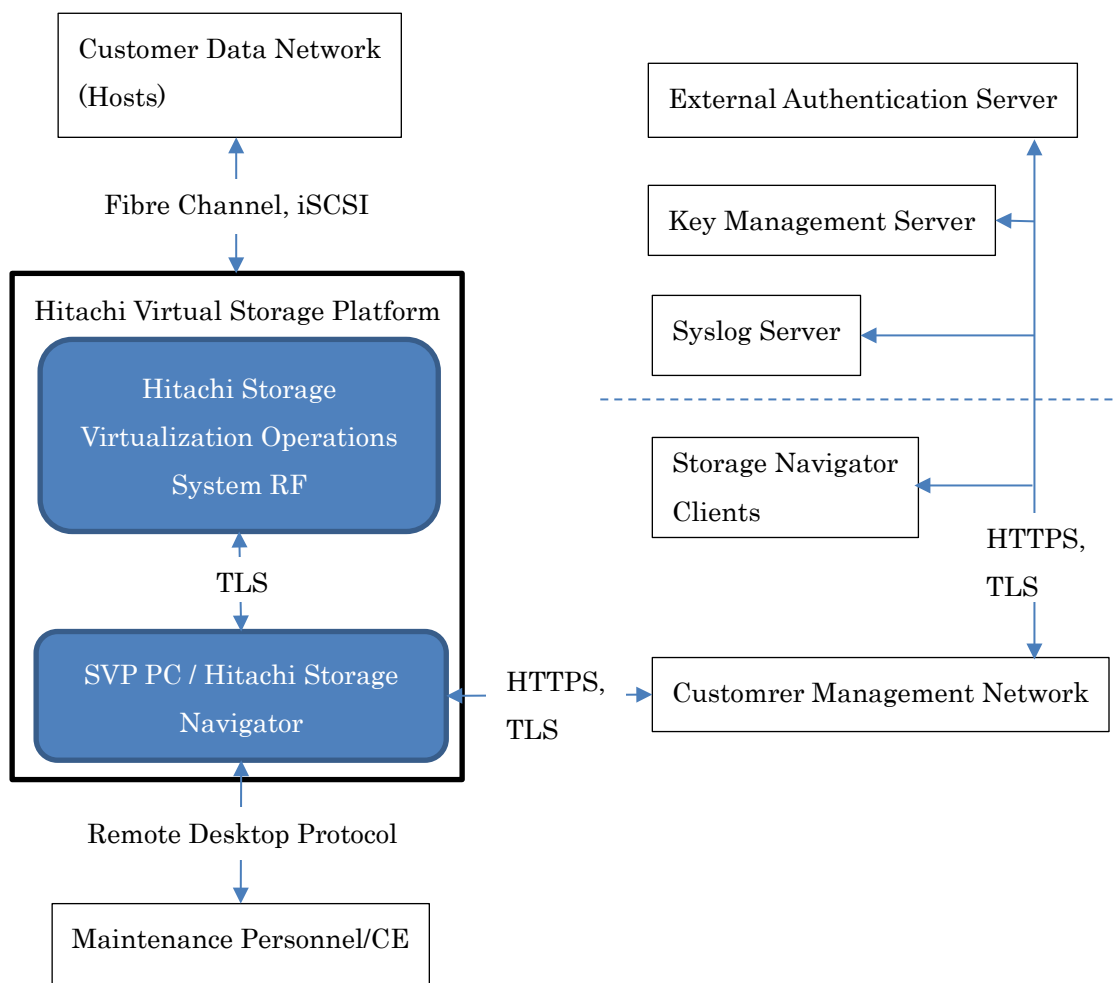 Customer Data Network
(Hosts)
Fibre Channel, iSCSI
Hitachi Virtual Storage Platform
Hitachi Storage
Virtualization Operations
System RF
TLS
SVP PC / Hitachi Storage
Navigator
Remote Desktop Protocol
Maintenance Personnel/CE
HTTPS,
TLS
External Authentication Server
Key Management Server
Syslog Server
Storage Navigator
Clients
HTTPS,
TLS
Customrer Management Network